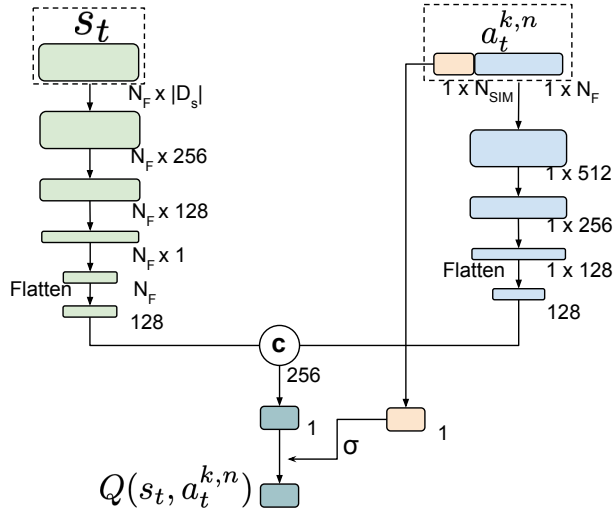 s_t
N_F x |D_s|
N_F x 256
N_F x 128
N_F x 1
Flatten
N_F
128
a_t^{k,n}
1 x N_SIM
1 x N_F
1 x 512
1 x 256
1 x 128
Flatten
128
c
256
1
1
σ
Q(s_t, a_t^{k,n})